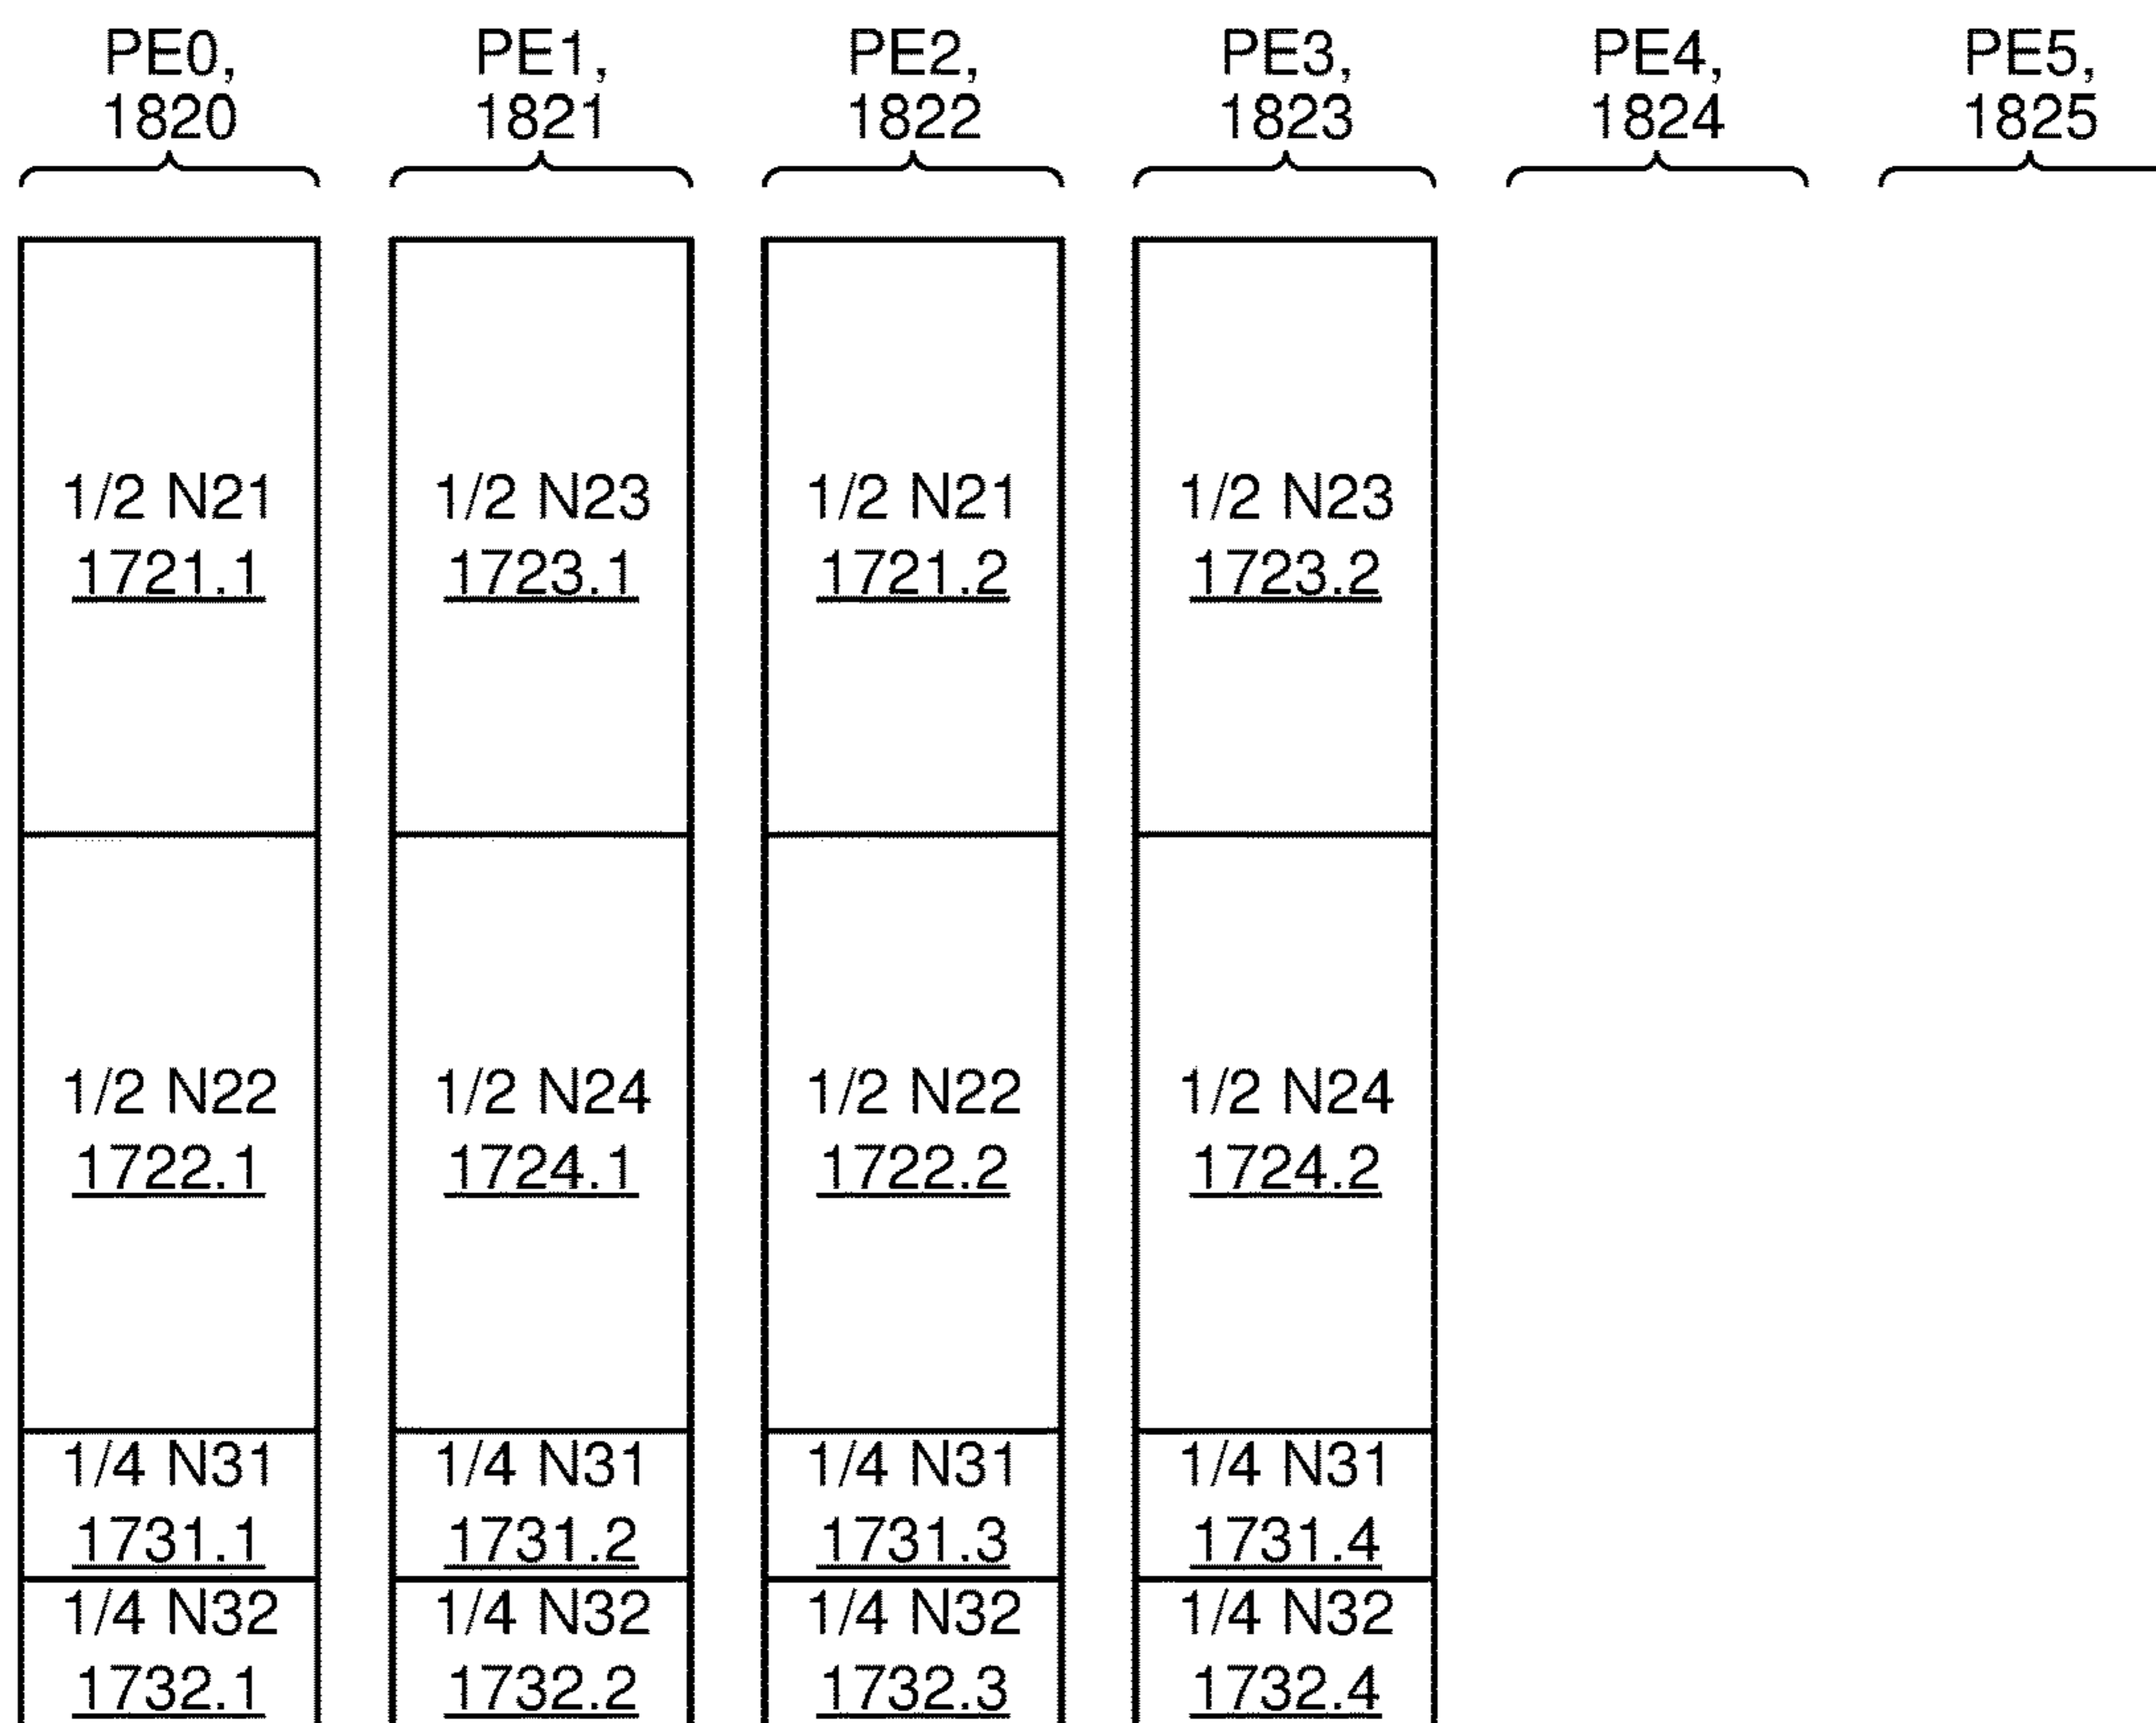 PE0,
1820
PE1,
1821
PE2,
1822
PE3,
1823
PE4,
1824
PE5,
1825
1/2 N21
1721.1
1/2 N23
1723.1
1/2 N21
1721.2
1/2 N23
1723.2
1/2 N22
1722.1
1/2 N24
1724.1
1/2 N22
1722.2
1/2 N24
1724.2
1/4 N31
1731.1
1/4 N31
1731.2
1/4 N31
1731.3
1/4 N31
1731.4
1/4 N32
1732.1
1/4 N32
1732.2
1/4 N32
1732.3
1/4 N32
1732.4